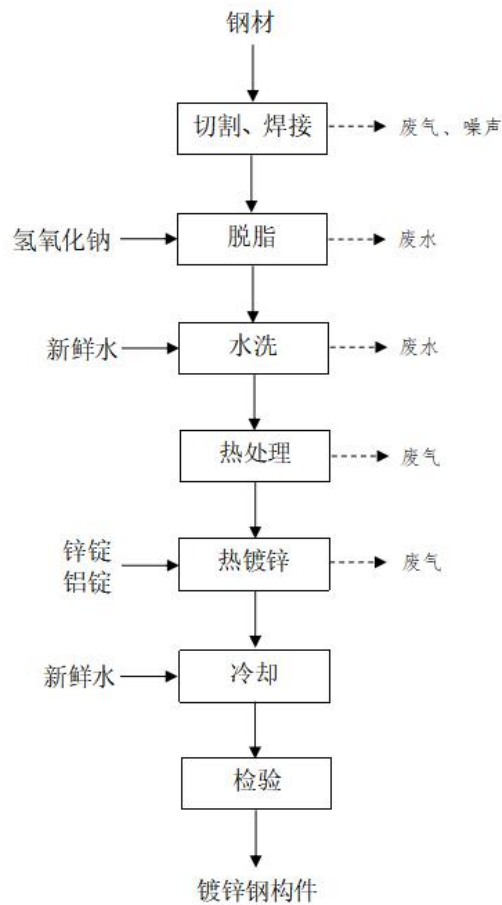 钢材
切割、焊接
废气、噪声
氢氧化钠
脱脂
废水
新鲜水
水洗
废水
热处理
废气
锌锭
铝锭
热镀锌
废气
新鲜水
冷却
检验
镀锌钢构件